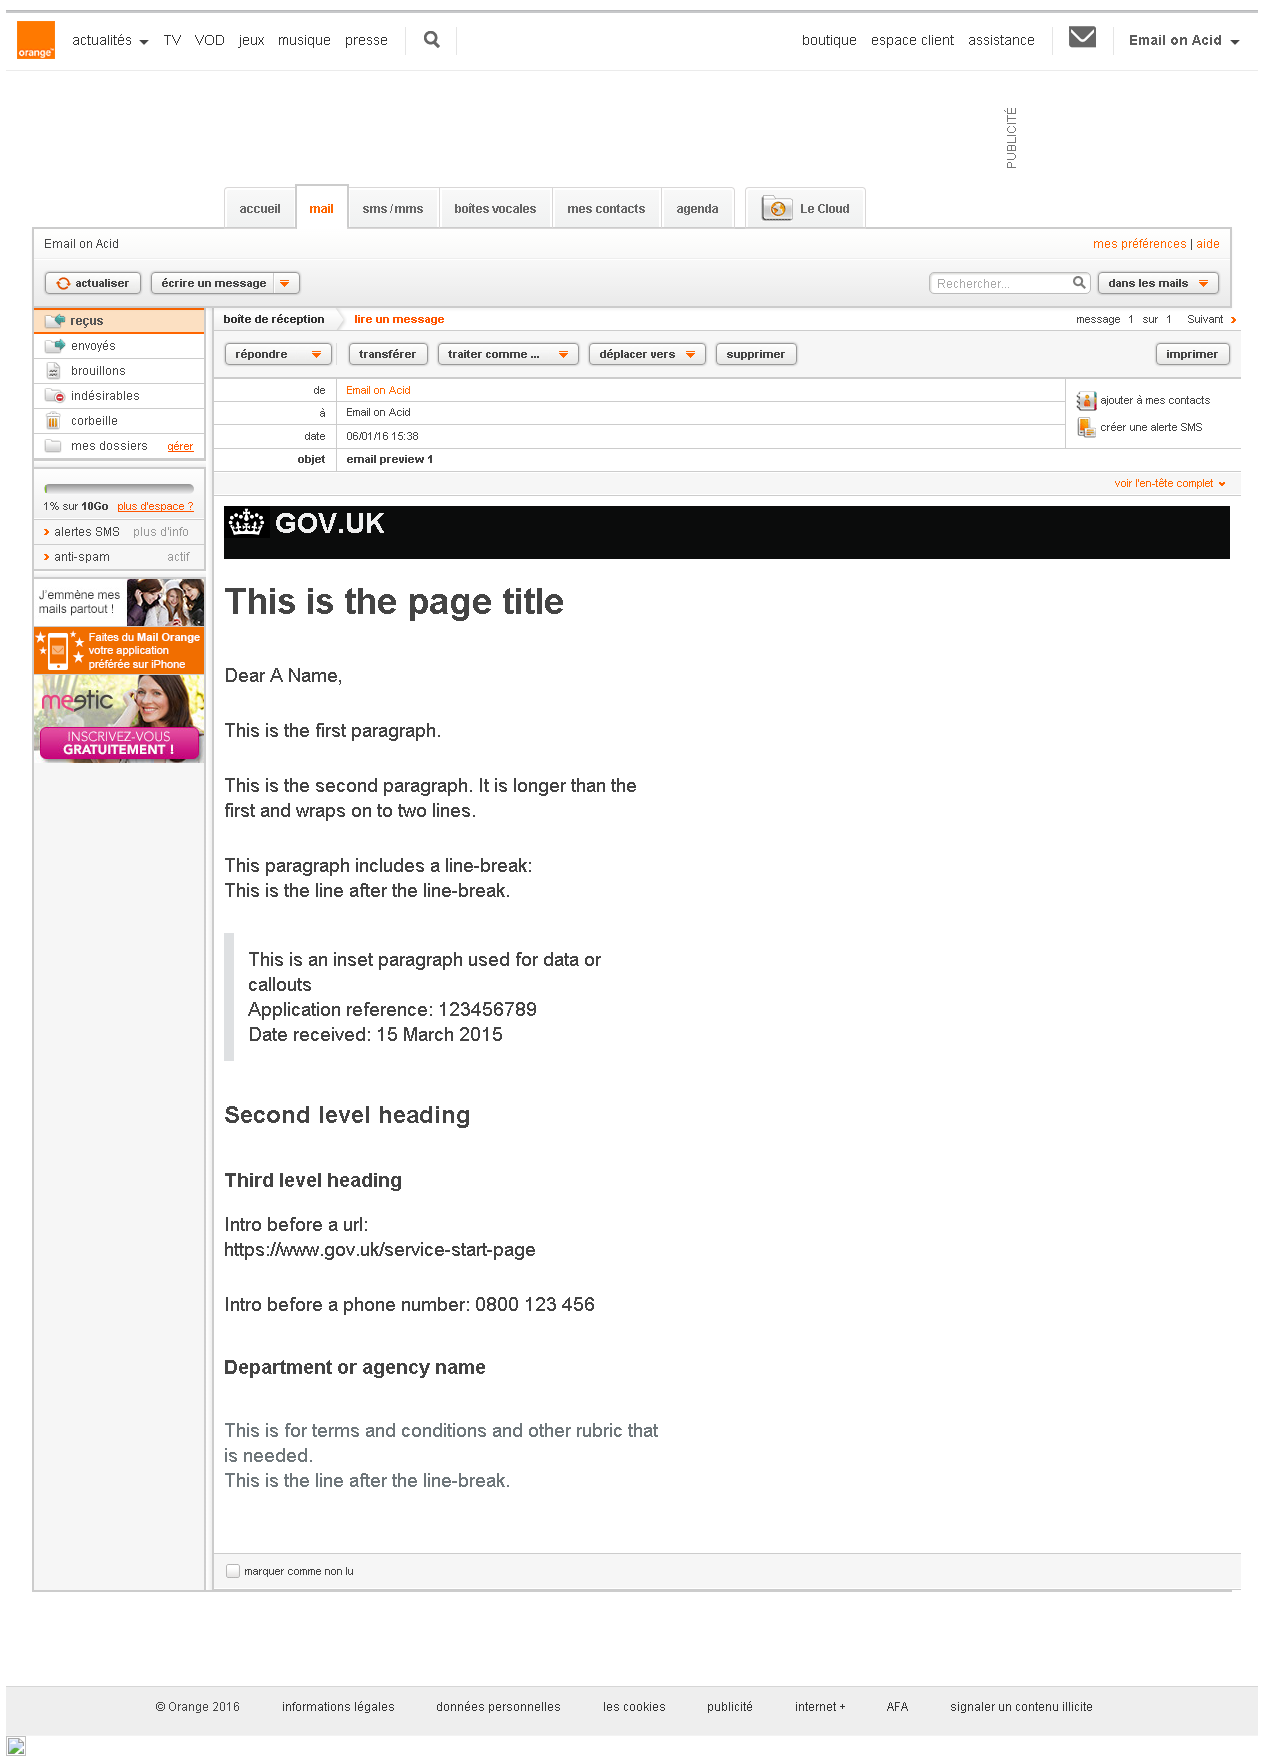 orange™ actualités TV VOD jeux musique presse boutique espace client assistance Email on Acid
PUBLICITÉ
accueil mail sms/mms boîtes vocales mes contacts agenda Le Cloud
Email on Acid mes préférences | aide
actualiser écrire un message Rechercher... dans les mails
reçus
envoyés
brouillons
indésirables
corbeille
mes dossiers gérer
1% sur 10Go plus d'espace ?
alertes SMS plus d'info
anti-spam actif
J'emmène mes
mails partout !
Faites du Mail Orange
votre application
préférée sur iPhone
meetic
INSCRIVEZ-VOUS
GRATUITEMENT !
boîte de réception lire un message message 1 sur 1 Suivant
répondre transférer traiter comme ... déplacer vers supprimer imprimer
de Email on Acid
à Email on Acid
date 06/01/16 15:38
objet email preview 1
ajouter à mes contacts
créer une alerte SMS
voir l'en-tête complet
GOV.UK
This is the page title
Dear A Name,
This is the first paragraph.
This is the second paragraph. It is longer than the
first and wraps on to two lines.
This paragraph includes a line-break:
This is the line after the line-break.
This is an inset paragraph used for data or
callouts
Application reference: 123456789
Date received: 15 March 2015
Second level heading
Third level heading
Intro before a url:
https://www.gov.uk/service-start-page
Intro before a phone number: 0800 123 456
Department or agency name
This is for terms and conditions and other rubric that
is needed.
This is the line after the line-break.
marquer comme non lu
© Orange 2016 informations légales données personnelles les cookies publicité internet + AFA signaler un contenu illicite